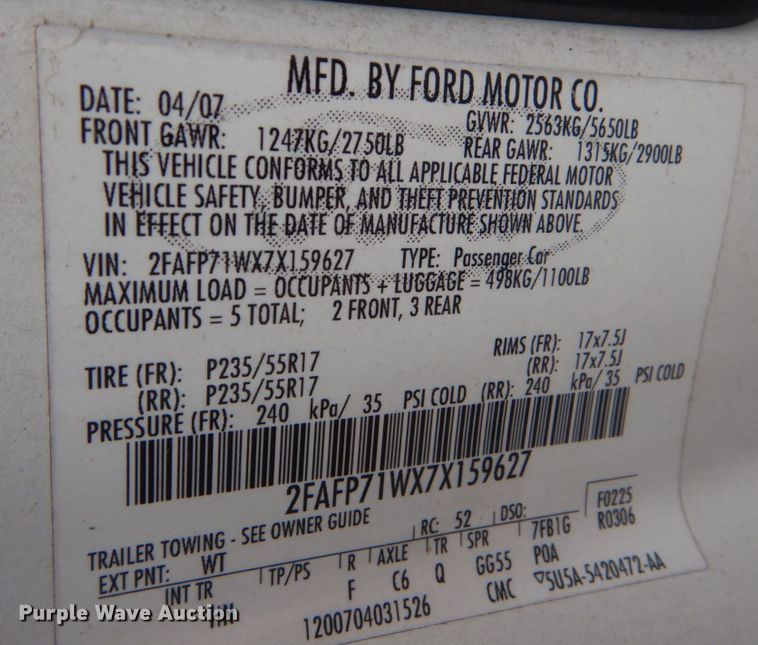 MFD. BY FORD MOTOR CO.
DATE: 04/07 GVWR: 2563KG/5650LB
FRONT GAWR: 1247KG/2750LB REAR GAWR: 1315KG/2900LB
THIS VEHICLE CONFORMS TO ALL APPLICABLE FEDERAL MOTOR
VEHICLE SAFETY, BUMPER, AND THEFT PREVENTION STANDARDS
IN EFFECT ON THE DATE OF MANUFACTURE SHOWN ABOVE.
VIN: 2FAFP71WX7X159627 TYPE: Passenger Car
MAXIMUM LOAD = OCCUPANTS + LUGGAGE = 498KG/1100LB
OCCUPANTS = 5 TOTAL; 2 FRONT, 3 REAR
TIRE (FR): P235/55R17 RIMS (FR): 17x7.5J
(RR): P235/55R17 (RR): 17x7.5J
PRESSURE (FR): 240 kPa/ 35 PSI COLD (RR): 240 kPa/ 35 PSI COLD
2FAFP71WX7X159627
TRAILER TOWING - SEE OWNER GUIDE
EXT PNT: WT RC: 52 DSO: F0225
INT TR TP/PS R AXLE TR SPR 7FB1G R0306
F C6 Q GG55 POA
1200704031526 CMC 5U5A-5420472-AA
Purple Wave Auction